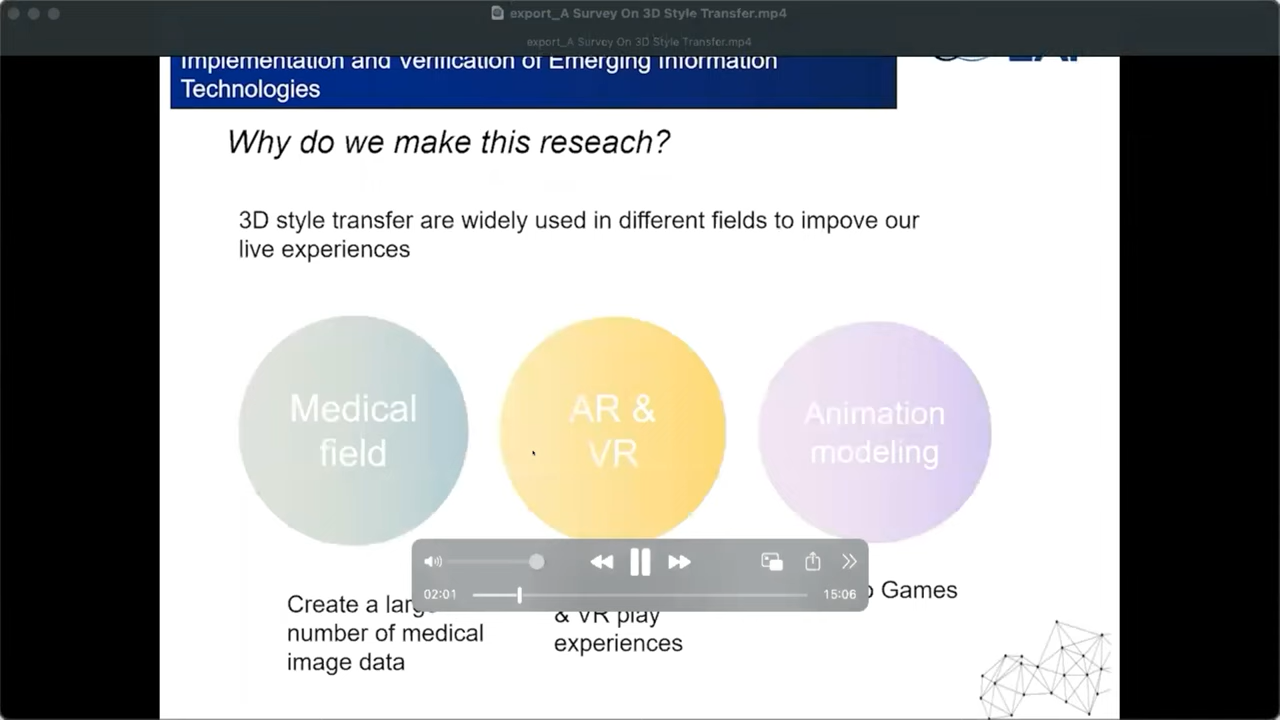 export_A Survey On 3D Style Transfer.mp4
export_A Survey On 3D Style Transfer.mp4
Implementation and Verification of Emerging Information
Technologies
Why do we make this reseach?
3D style transfer are widely used in different fields to impove our
live experiences
Medical
field
AR &
VR
Animation
modeling
02:01
15:06
Create a large
number of medical
image data
& VR play
experiences
Games